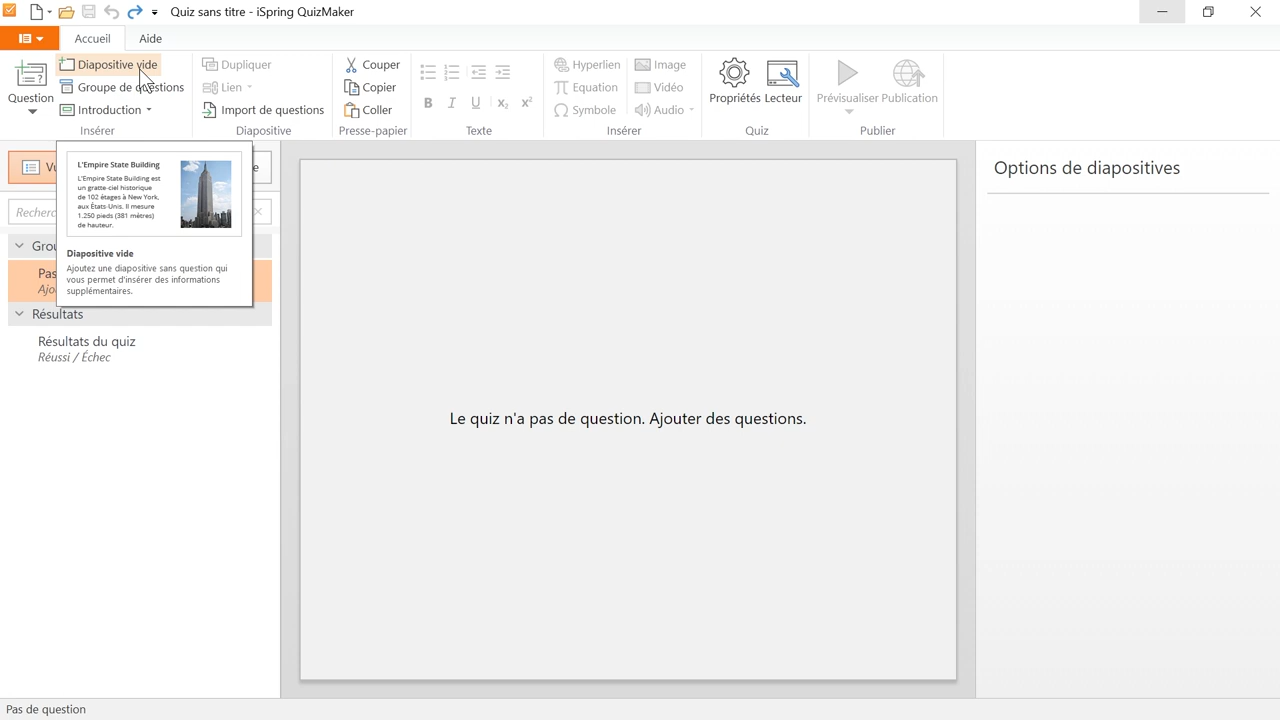 Quiz sans titre - iSpring QuizMaker
Accueil
Aide
Question
Diapositive vide
Groupe de questions
Introduction
Insérer
Dupliquer
Lien
Import de questions
Diapositive
Couper
Copier
Coller
Presse-papier
B I U x₂ x²
Texte
Hyperlien
Equation
Symbole
Image
Vidéo
Audio
Insérer
Propriétés
Lecteur
Quiz
Prévisualiser
Publication
Publier
L'Empire State Building
L'Empire State Building est
un gratte-ciel historique
de 102 étages à New York,
aux États-Unis. Il mesure
1.250 pieds (381 mètres)
de hauteur.
Diapositive vide
Ajoutez une diapositive sans question qui
vous permet d'insérer des informations
supplémentaires.
Résultats
Résultats du quiz
Réussi / Échec
Le quiz n'a pas de question. Ajouter des questions.
Options de diapositives
Pas de question